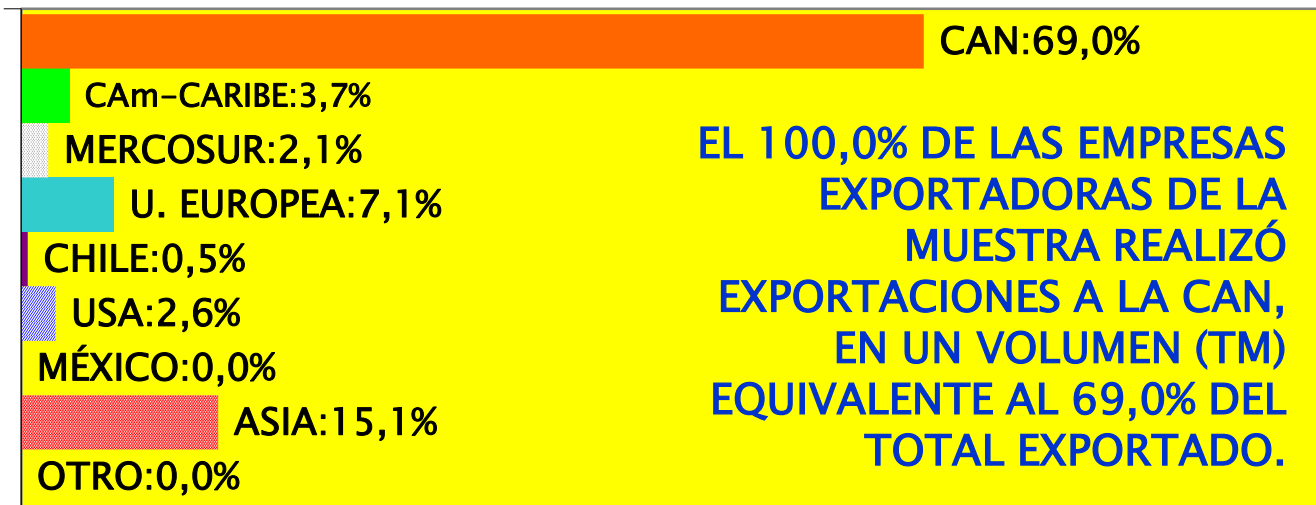 CAN:69,0%
CAm-CARIBE:3,7%
MERCOSUR:2,1%
U. EUROPEA:7,1%
CHILE:0,5%
USA:2,6%
MÉXICO:0,0%
ASIA:15,1%
OTRO:0,0%
EL 100,0% DE LAS EMPRESAS
EXPORTADORAS DE LA
MUESTRA REALIZÓ
EXPORTACIONES A LA CAN,
EN UN VOLUMEN (TM)
EQUIVALENTE AL 69,0% DEL
TOTAL EXPORTADO.